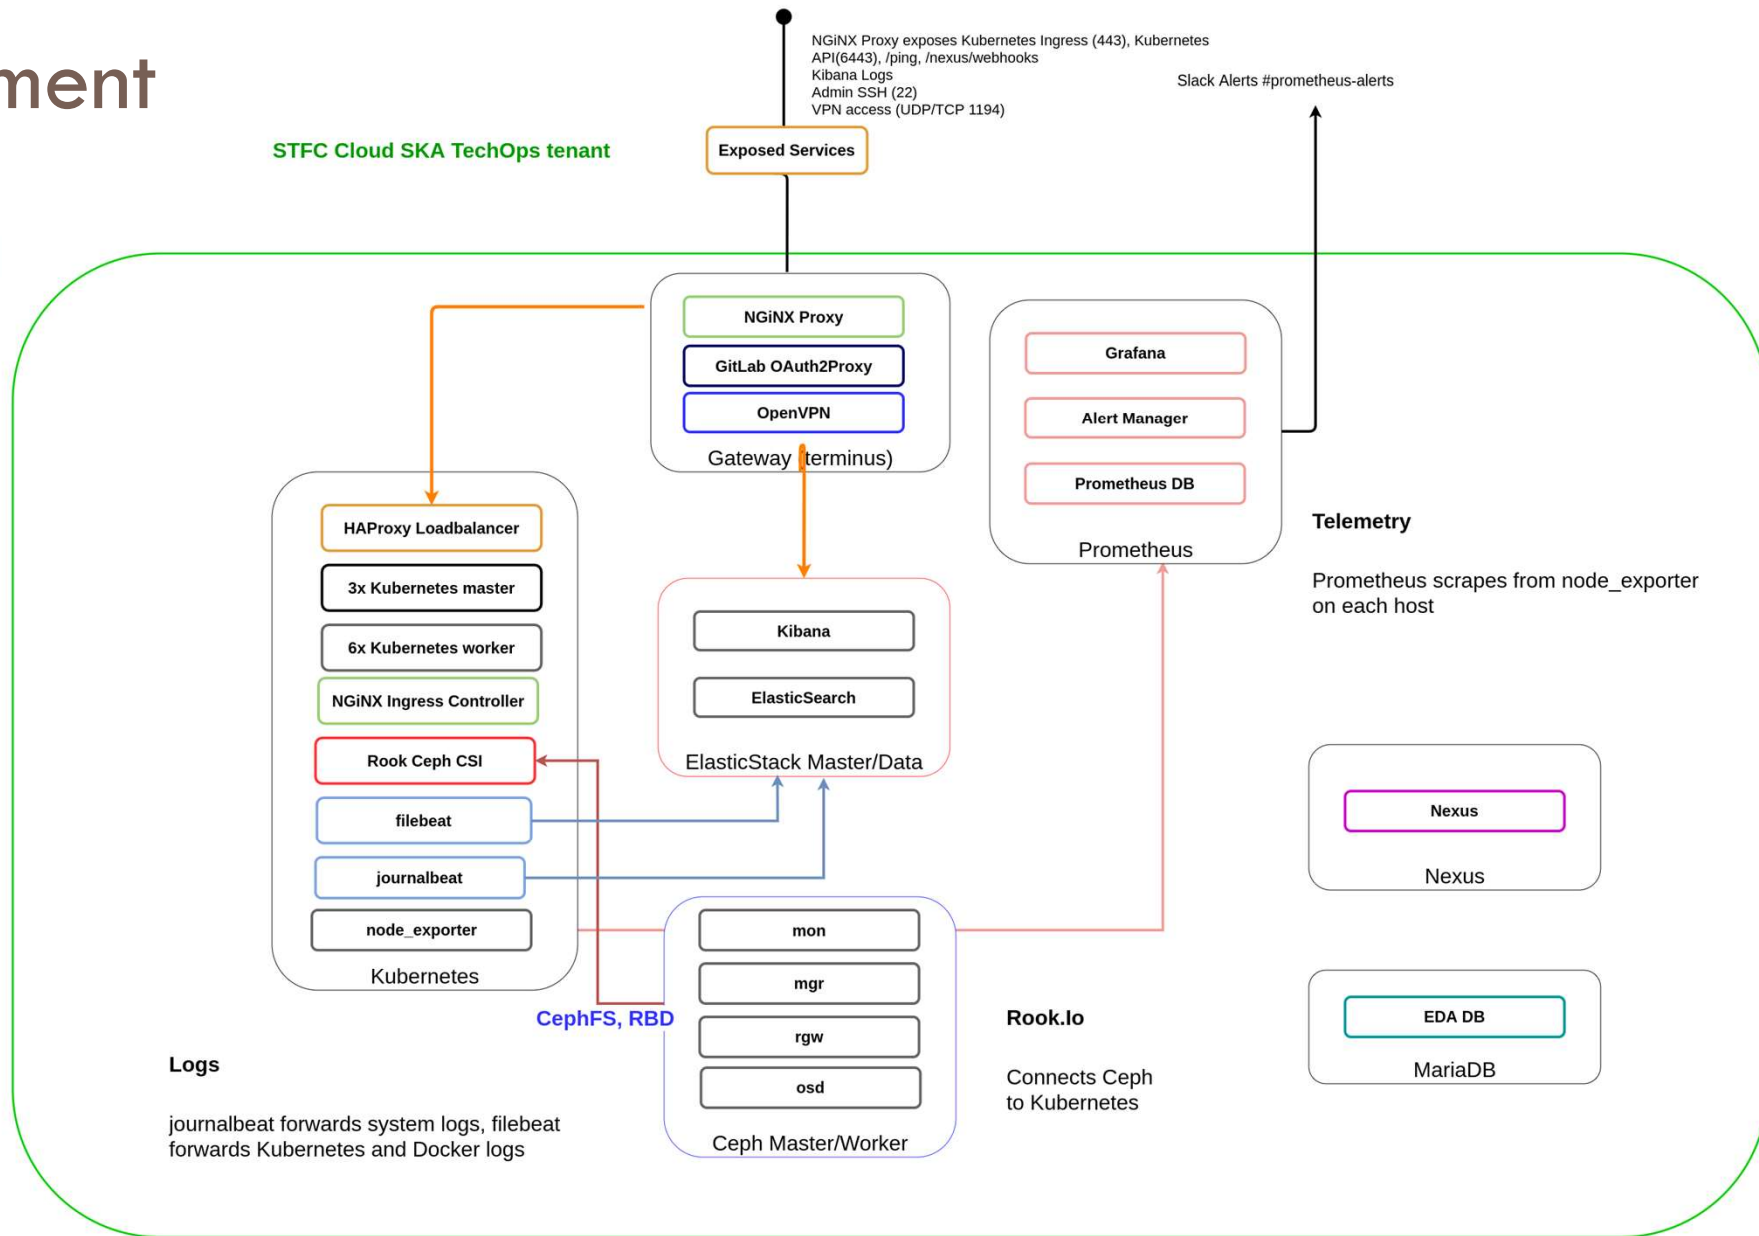 ment
NGiNX Proxy exposes Kubernetes Ingress (443), Kubernetes
API(6443), /ping, /nexus/webhooks
Kibana Logs
Admin SSH (22)
VPN access (UDP/TCP 1194)
Slack Alerts #prometheus-alerts
STFC Cloud SKA TechOps tenant
Exposed Services
NGiNX Proxy
GitLab OAuth2Proxy
OpenVPN
Gateway (terminus)
Grafana
Alert Manager
Prometheus DB
Prometheus
Telemetry
Prometheus scrapes from node_exporter
on each host
HAProxy Loadbalancer
3x Kubernetes master
6x Kubernetes worker
NGiNX Ingress Controller
Rook Ceph CSI
filebeat
journalbeat
node_exporter
Kubernetes
Kibana
ElasticSearch
ElasticStack Master/Data
Nexus
Nexus
mon
mgr
rgw
osd
Ceph Master/Worker
CephFS, RBD
Rook.Io
Connects Ceph
to Kubernetes
EDA DB
MariaDB
Logs
journalbeat forwards system logs, filebeat
forwards Kubernetes and Docker logs